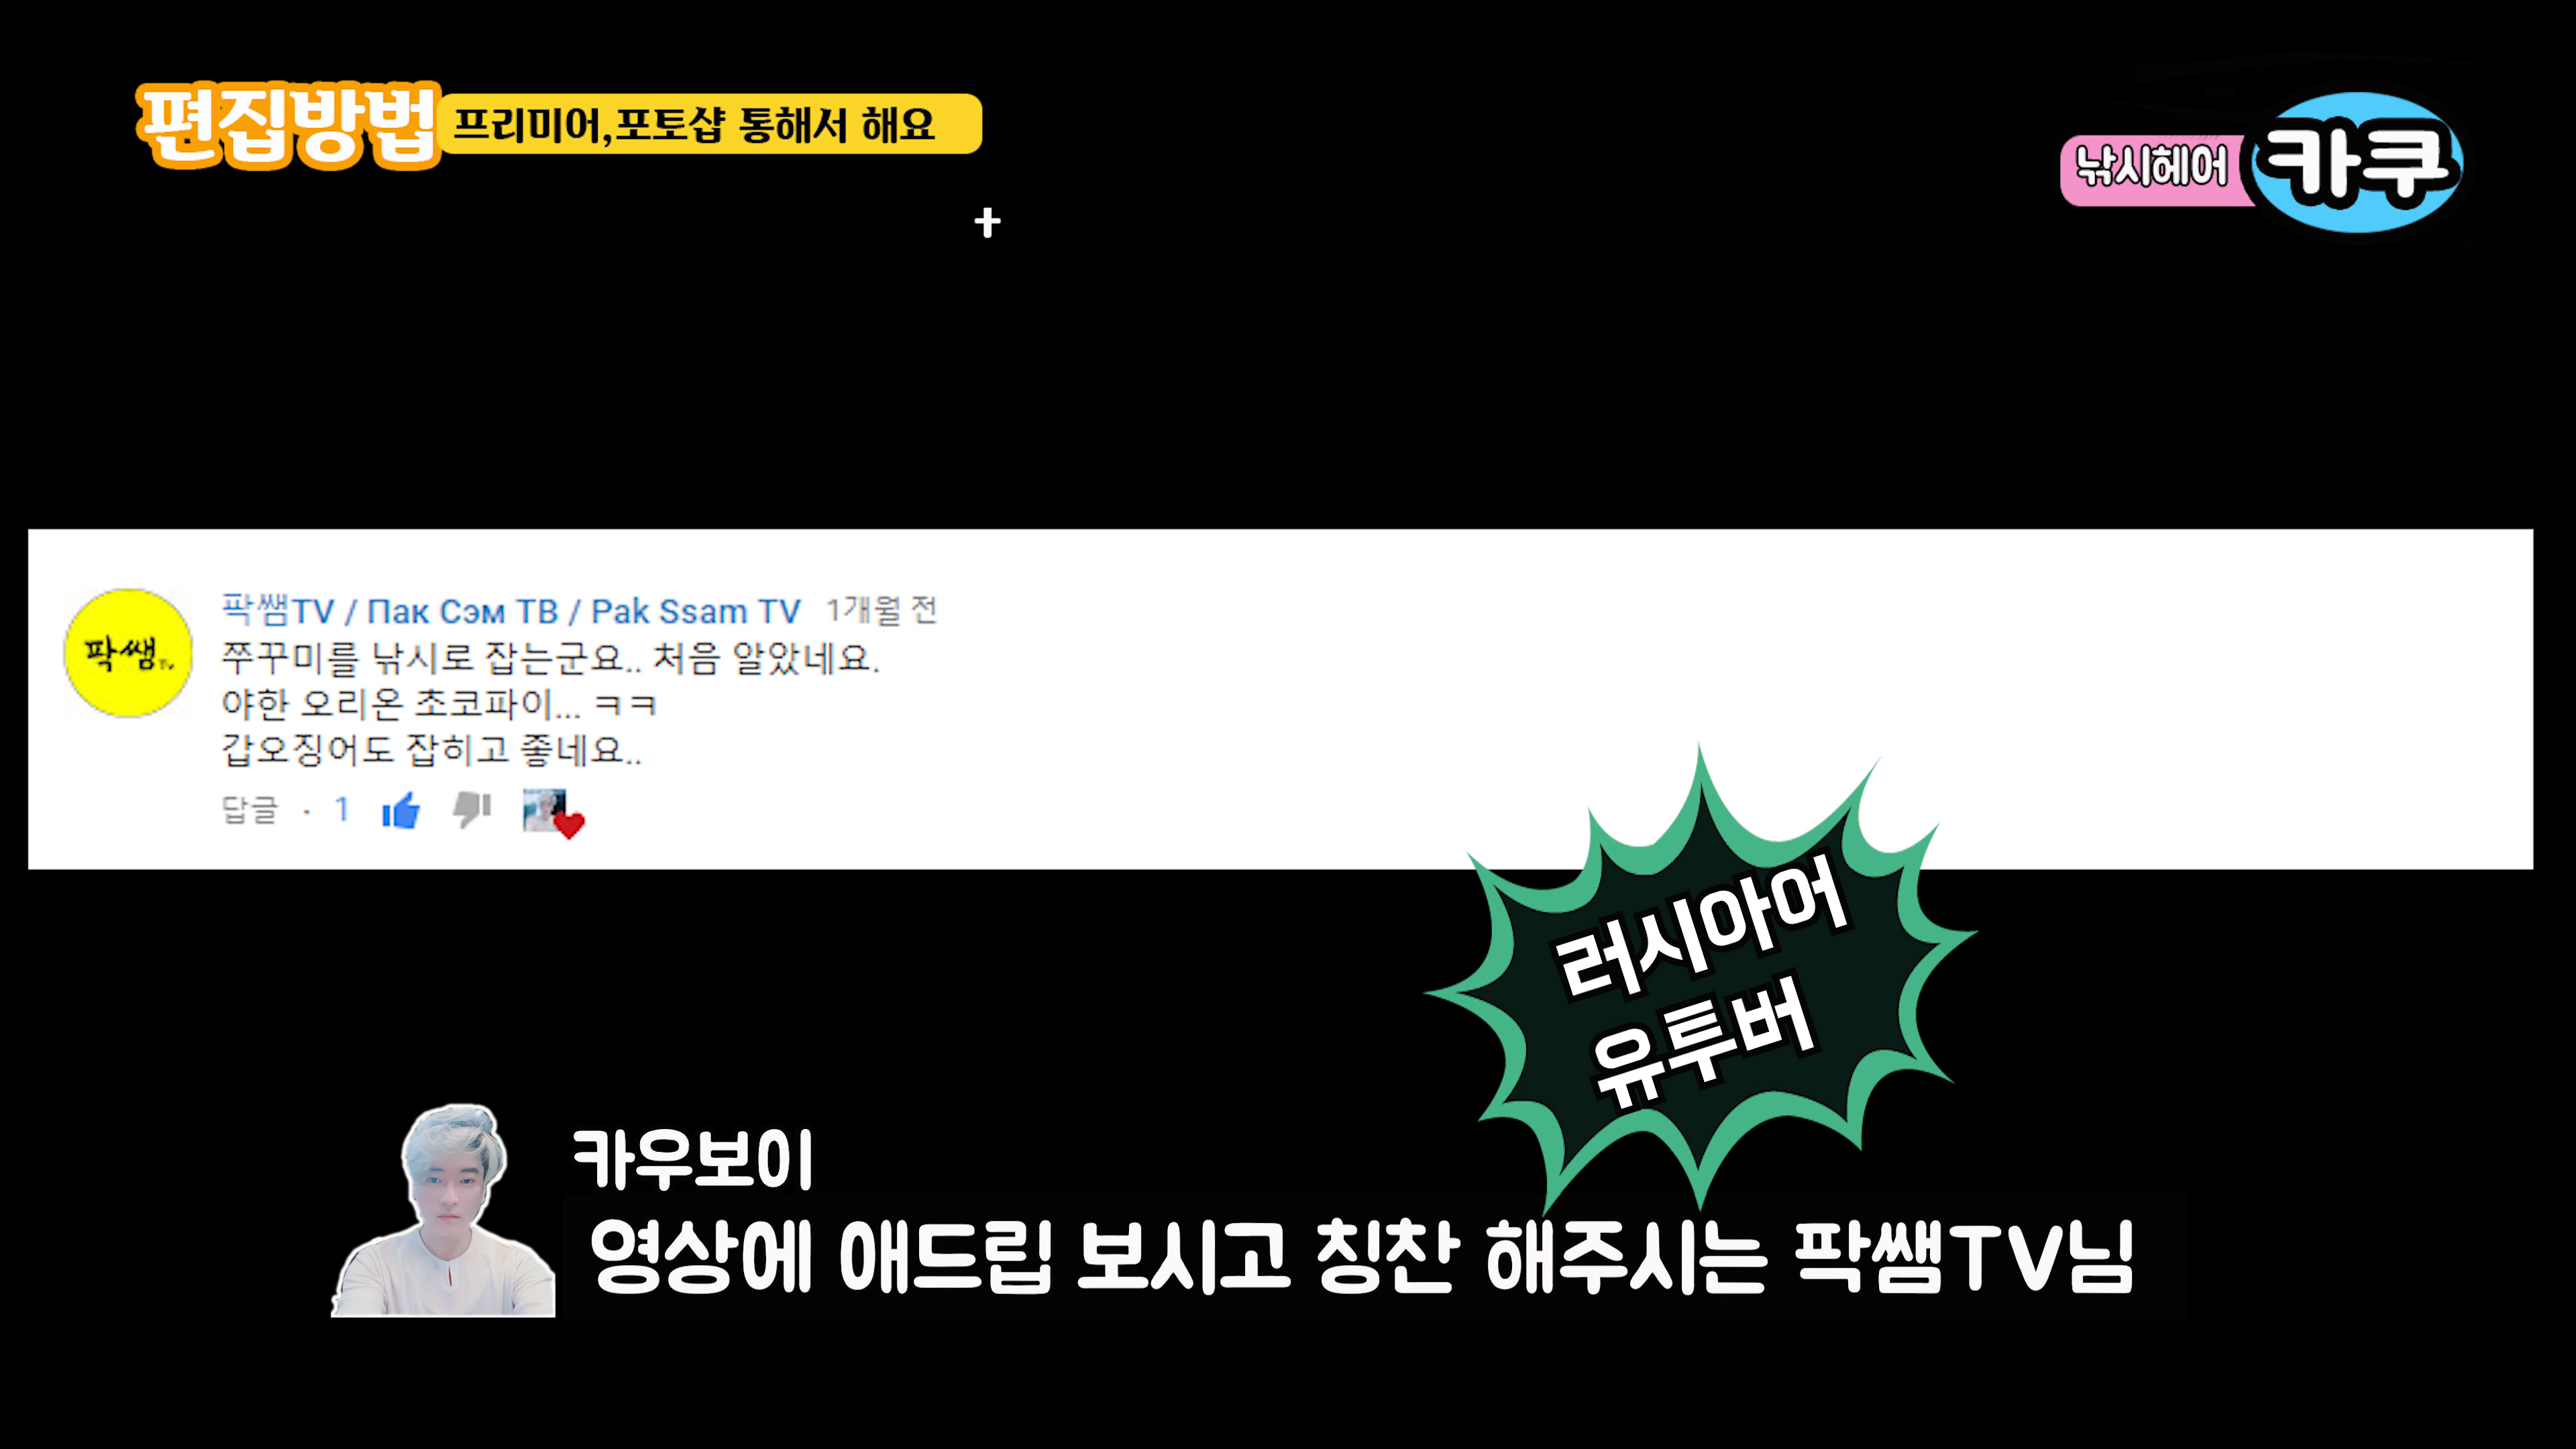 편집방법 프리미어,포토샵 통해서 해요
낚시헤어 카쿠
팍쌤TV
팍쌤TV / Пак Сэм ТВ / Pak Ssam TV 1개월 전
쭈꾸미를 낚시로 잡는군요.. 처음 알았네요.
야한 오리온 초코파이... ㅋㅋ
갑오징어도 잡히고 좋네요..
답글 · 1
러시아어
유투버
카우보이
영상에 애드립 보시고 칭찬 해주시는 팍쌤TV님